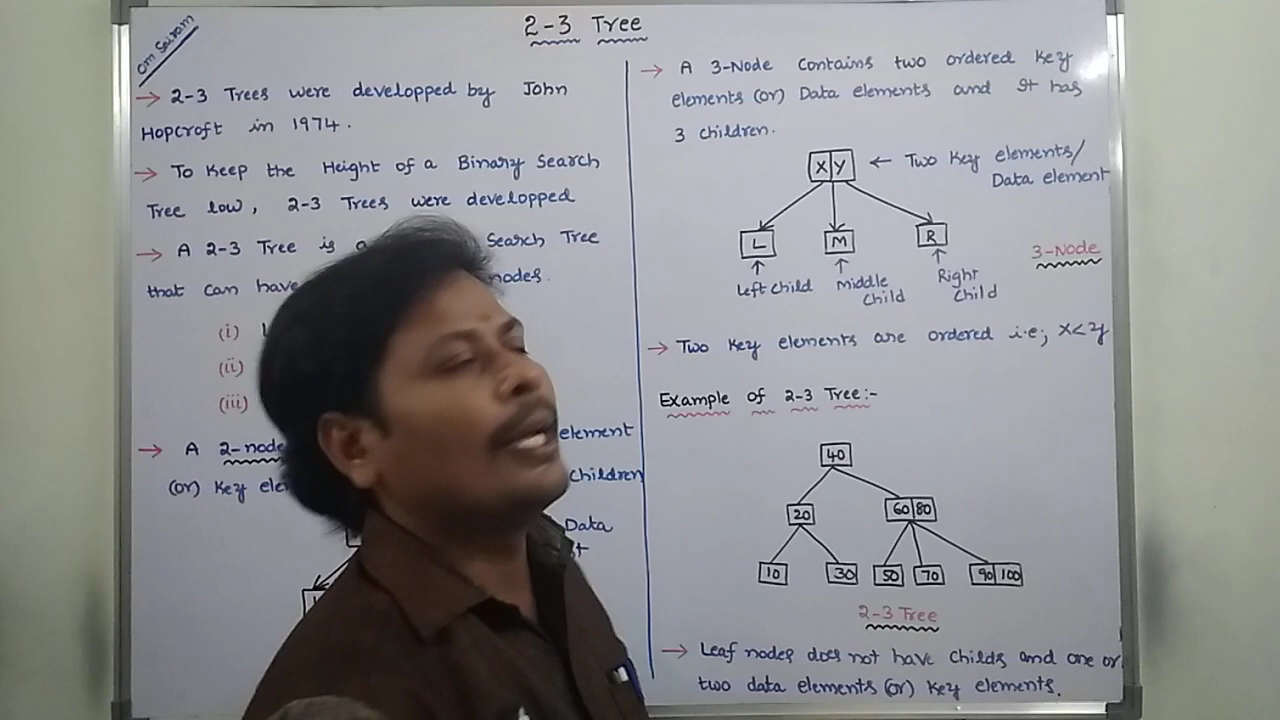 Om Sairam
2-3 Tree
→ 2-3 Trees were developped by John
Hopcroft in 1974.
→ To Keep the Height of a Binary Search
Tree low, 2-3 Trees were developped
→ A 2-3 Tree is a Search Tree
that can have nodes.
(i)
(ii)
(iii)
→ A 2-node element
(or) Key Children
Data
→ A 3-Node Contains two ordered Key
elements (or) Data elements and It has
3 children.
X Y ← Two Key elements/
Data element
L M R
3-Node
Left Child Middle Child Right Child
→ Two Key elements are ordered i.e; X<Y
Example of 2-3 Tree:-
40
20 60 80
10 30 50 70 90 100
2-3 Tree
→ Leaf nodes does not have Childs and one or
two data elements (or) Key elements.